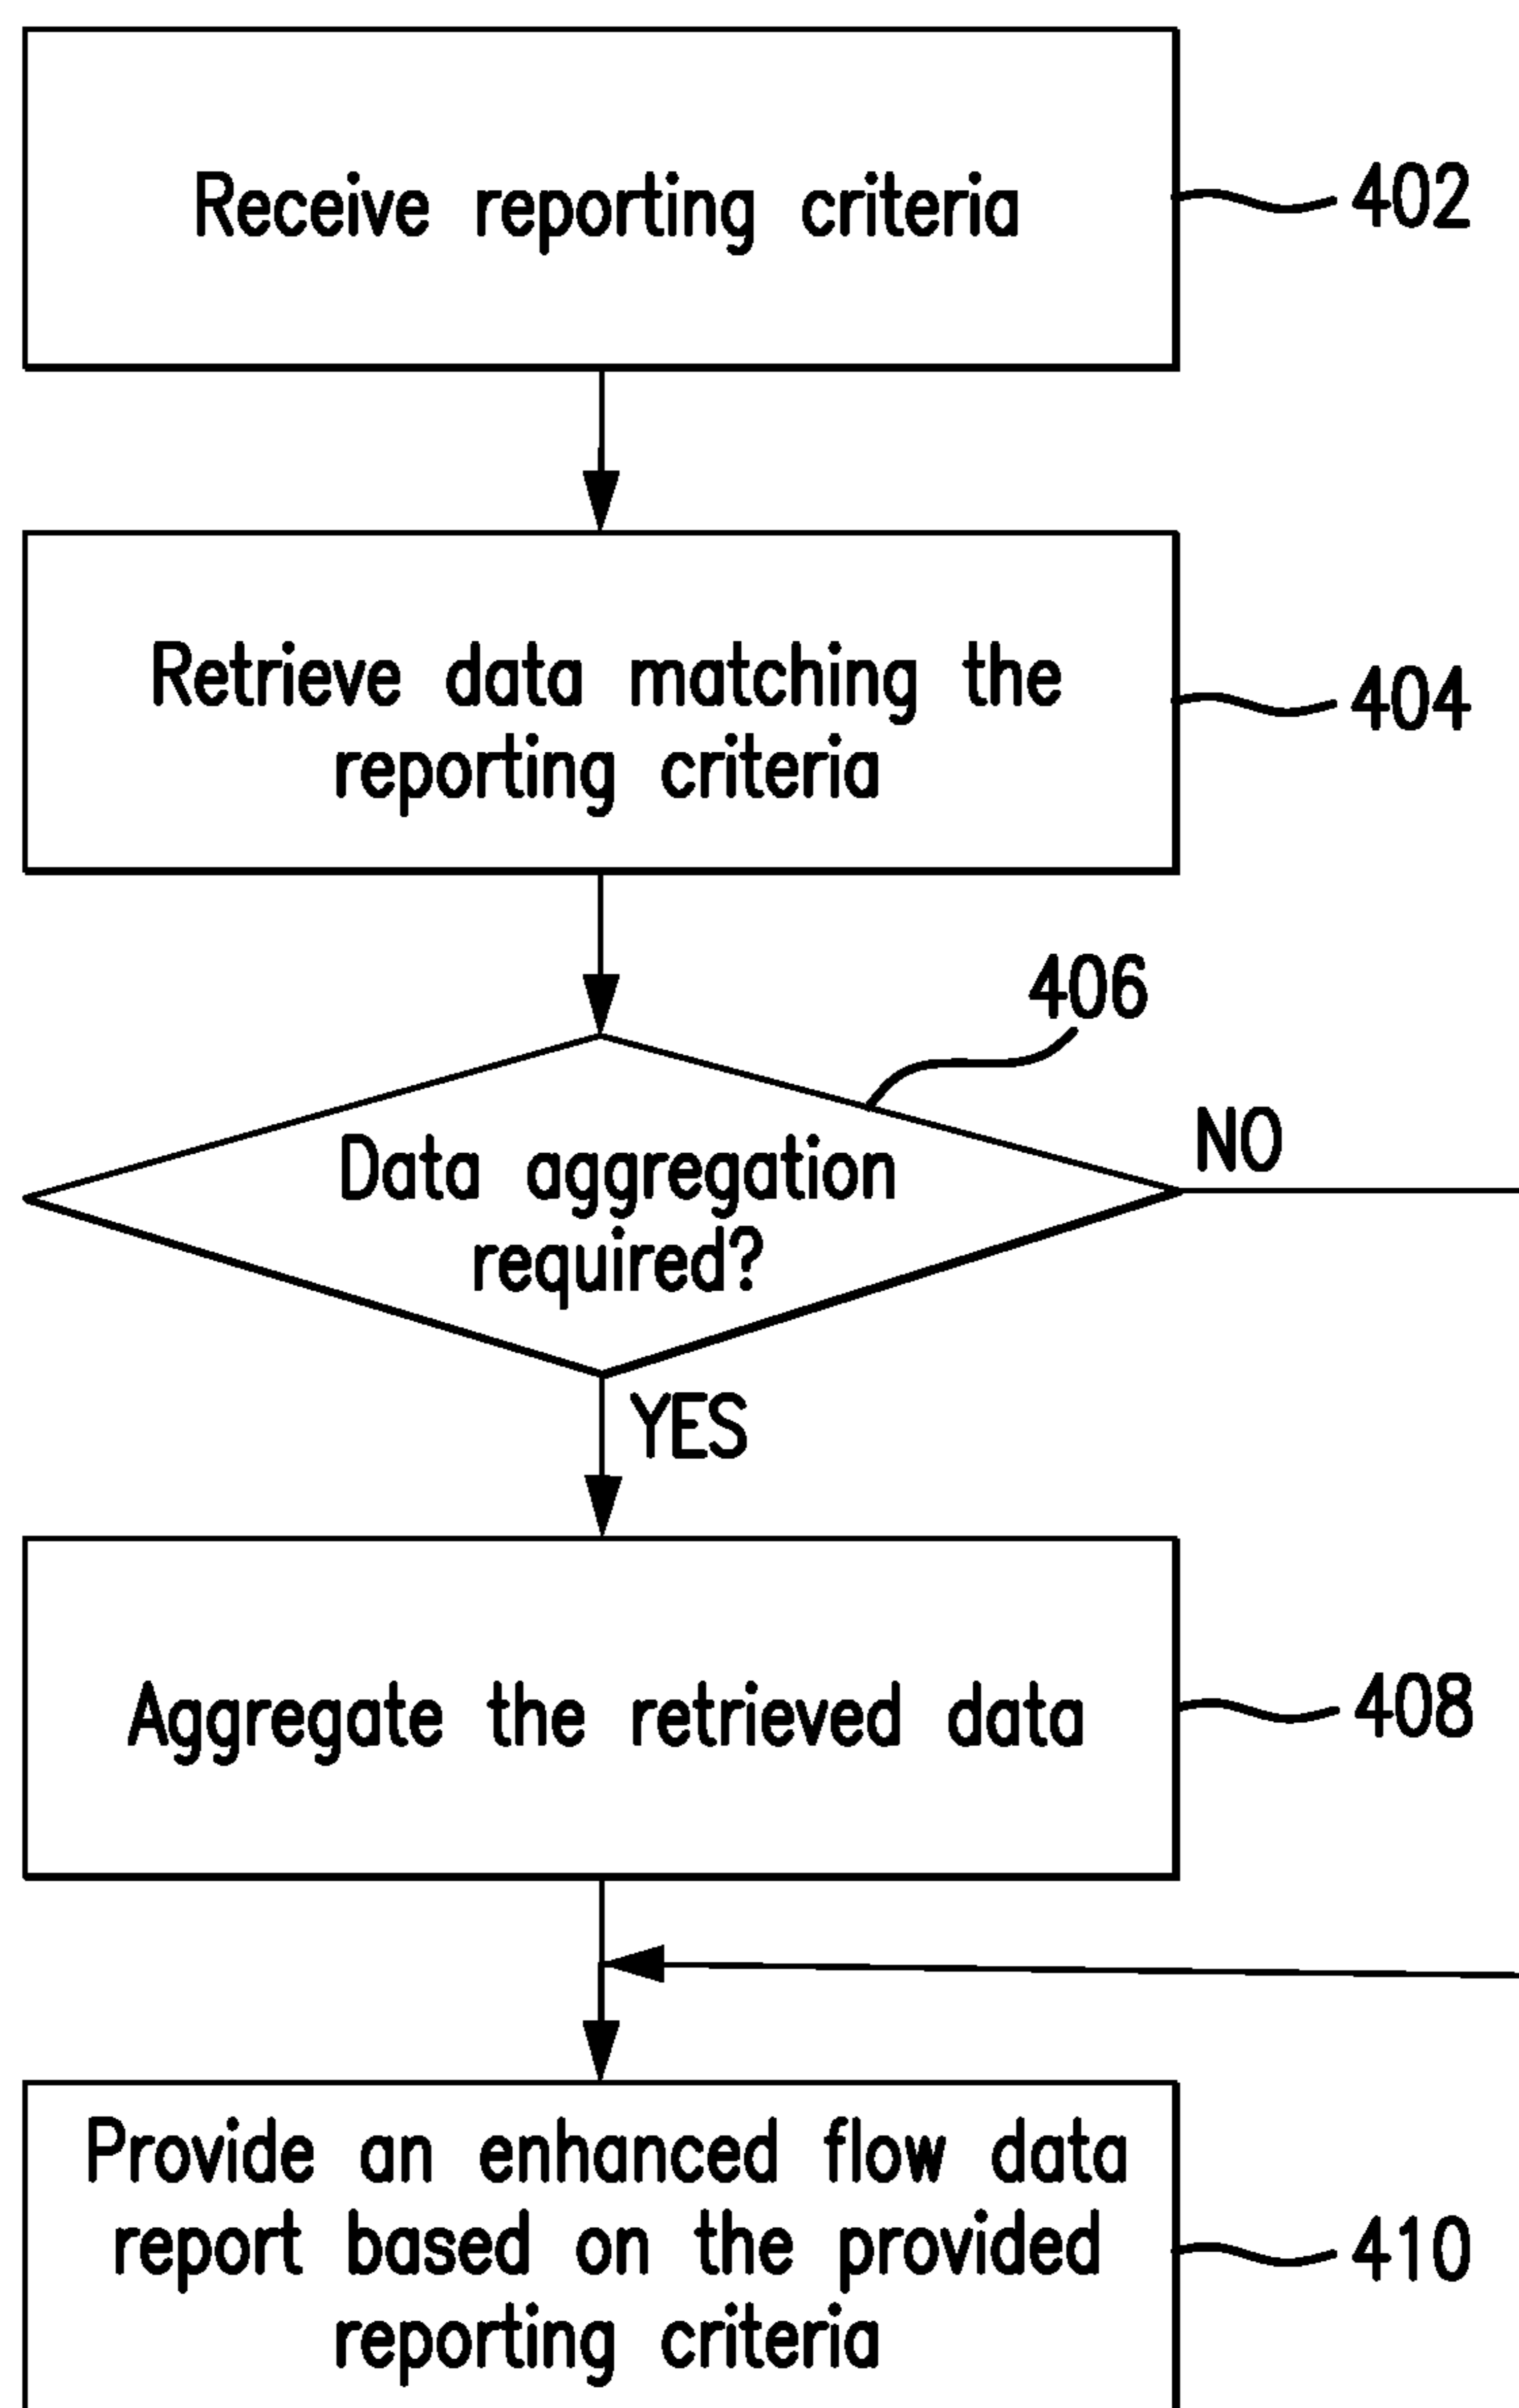 Receive reporting criteria
402
Retrieve data matching the
reporting criteria
404
406
Data aggregation
required?
NO
YES
Aggregate the retrieved data
408
Provide an enhanced flow data
report based on the provided
reporting criteria
410